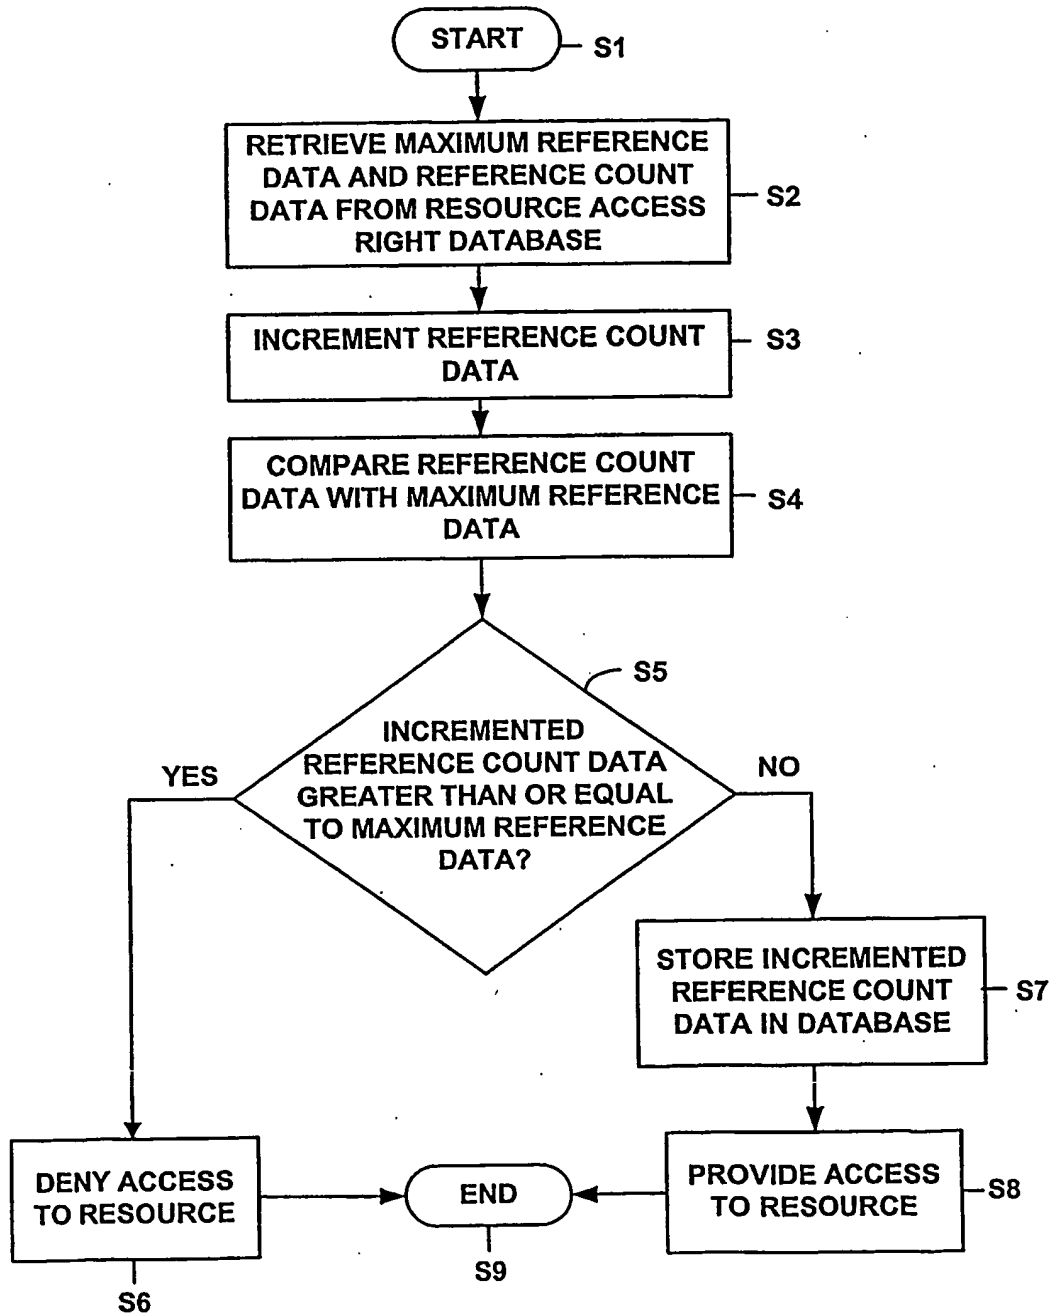 START
S1
RETRIEVE MAXIMUM REFERENCE
DATA AND REFERENCE COUNT
DATA FROM RESOURCE ACCESS
RIGHT DATABASE
S2
INCREMENT REFERENCE COUNT
DATA
S3
COMPARE REFERENCE COUNT
DATA WITH MAXIMUM REFERENCE
DATA
S4
S5
INCREMENTED
REFERENCE COUNT DATA
GREATER THAN OR EQUAL
TO MAXIMUM REFERENCE
DATA?
YES
NO
STORE INCREMENTED
REFERENCE COUNT
DATA IN DATABASE
S7
DENY ACCESS
TO RESOURCE
S6
END
S9
PROVIDE ACCESS
TO RESOURCE
S8